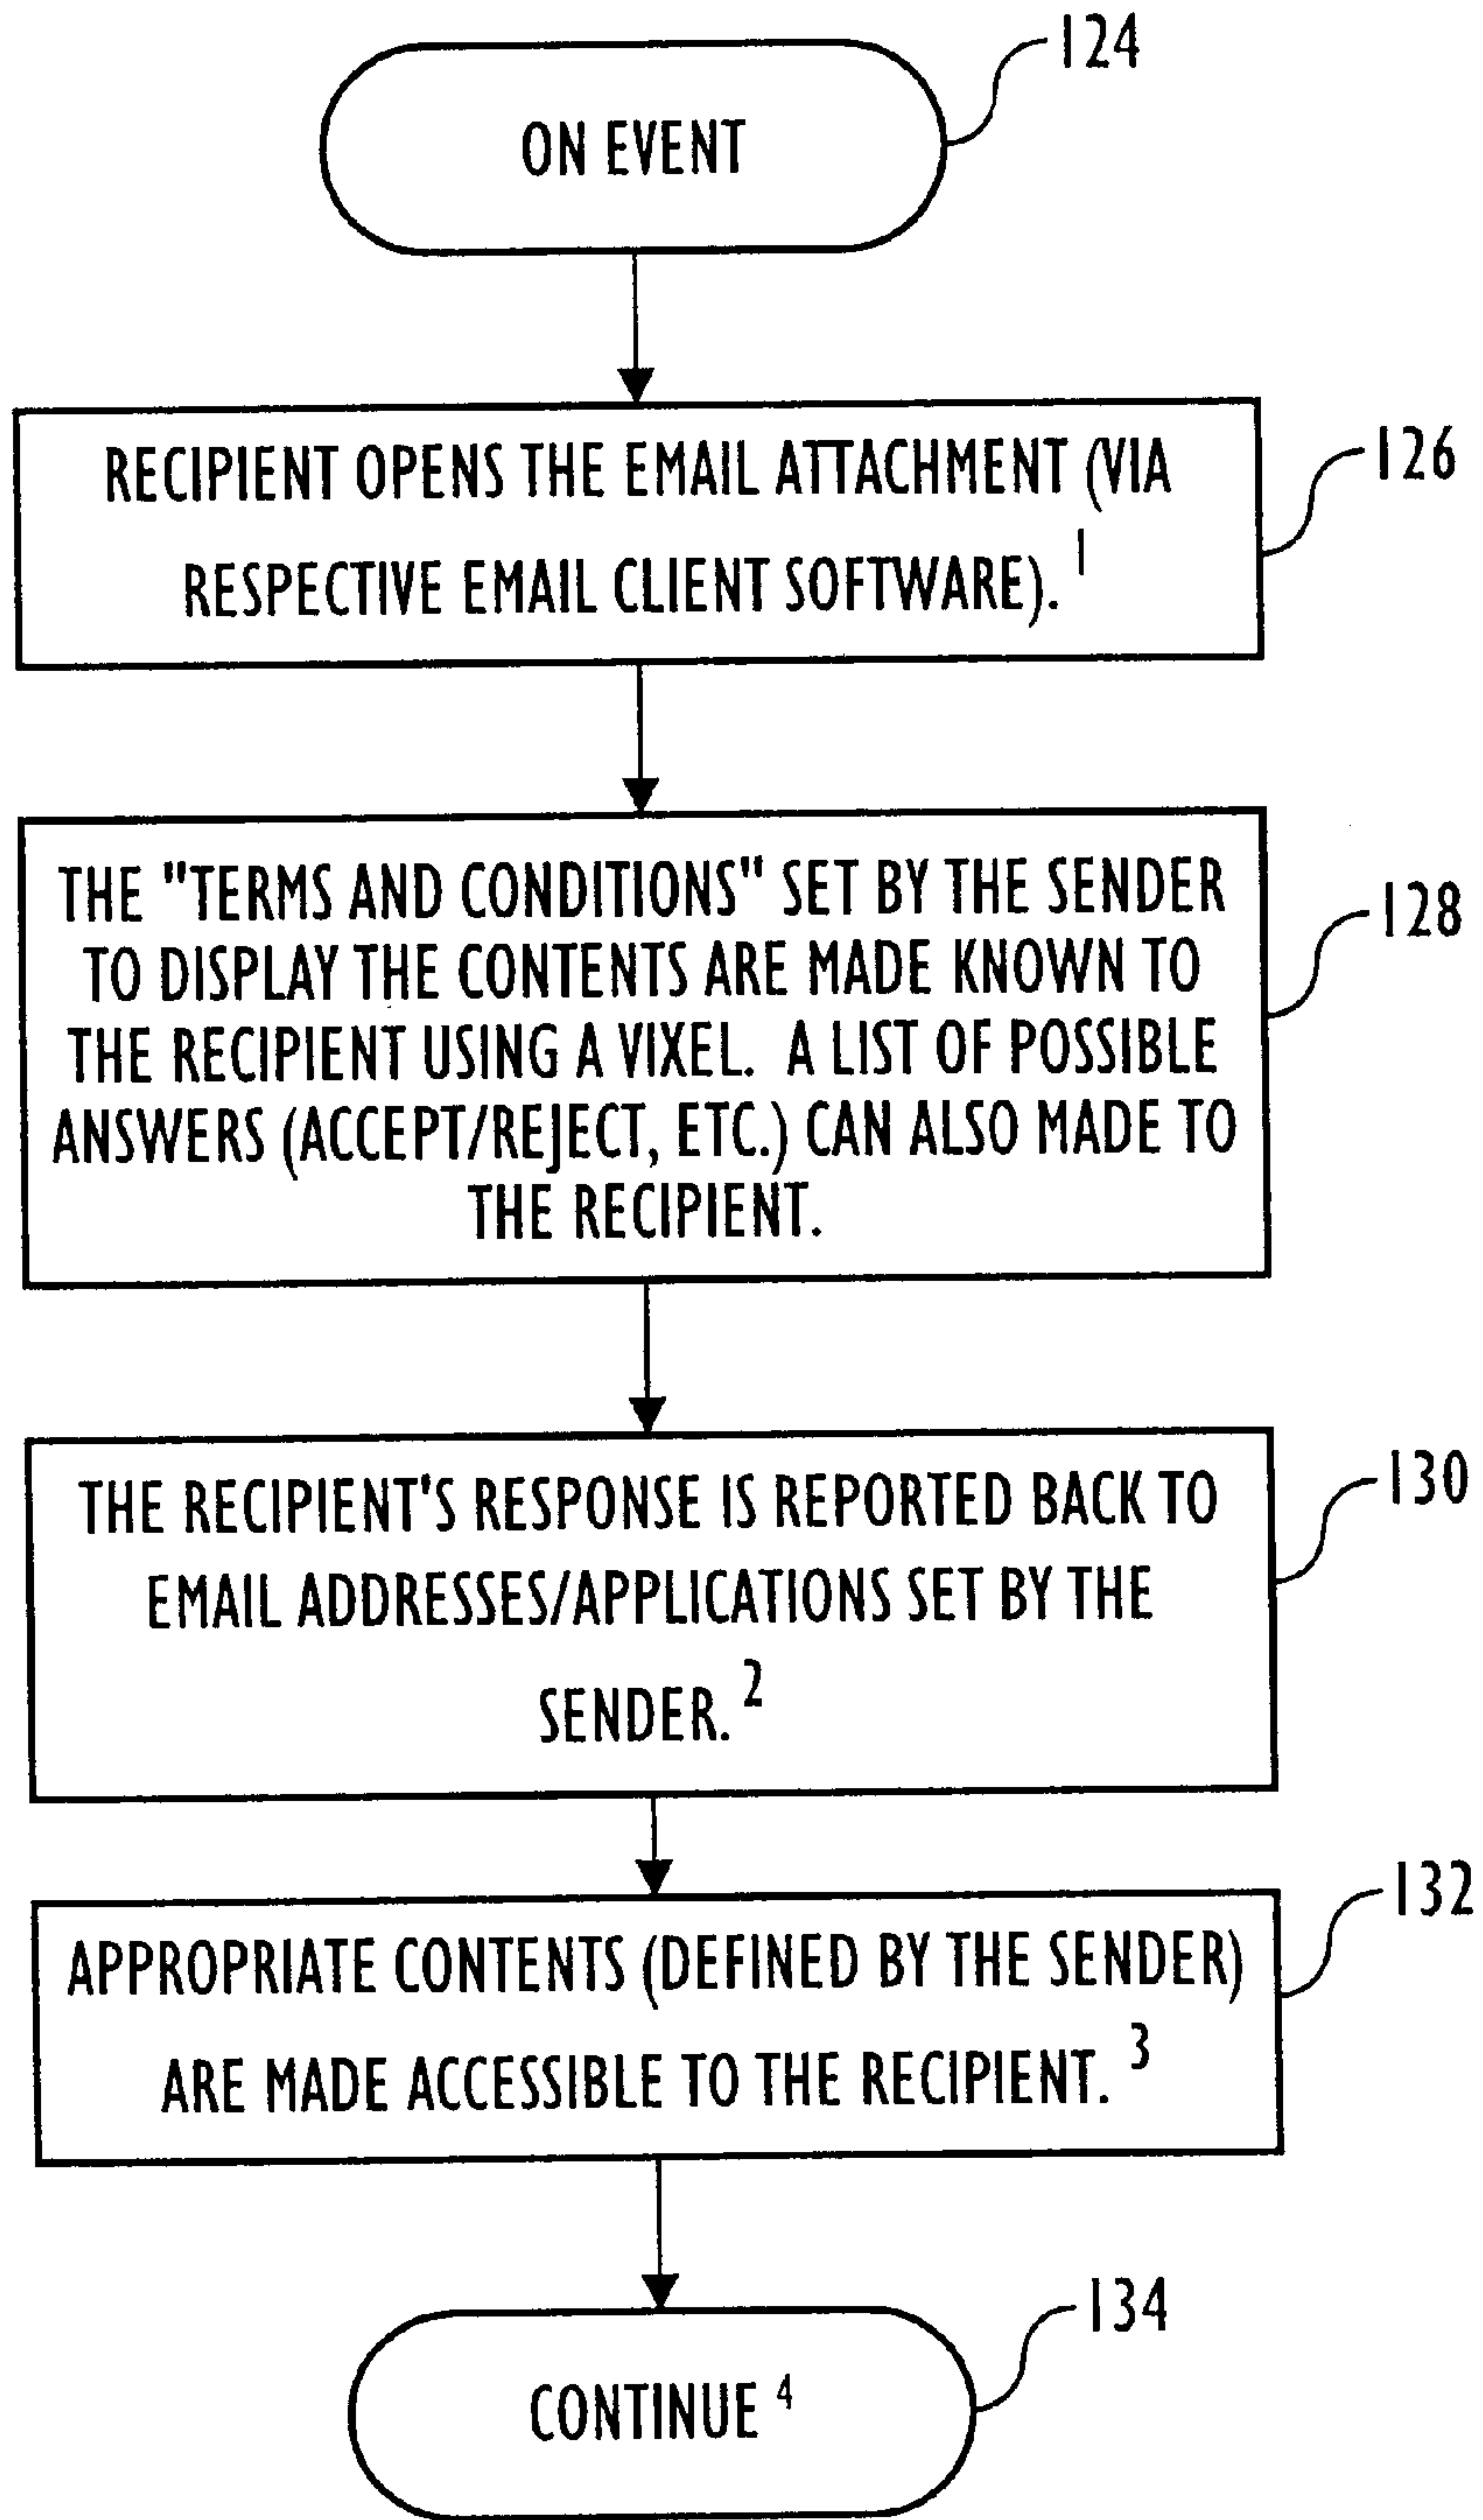 124
ON EVENT
RECIPIENT OPENS THE EMAIL ATTACHMENT (VIA
RESPECTIVE EMAIL CLIENT SOFTWARE). 1
126
THE "TERMS AND CONDITIONS" SET BY THE SENDER
TO DISPLAY THE CONTENTS ARE MADE KNOWN TO
THE RECIPIENT USING A VIXEL. A LIST OF POSSIBLE
ANSWERS (ACCEPT/REJECT, ETC.) CAN ALSO MADE TO
THE RECIPIENT.
128
THE RECIPIENT'S RESPONSE IS REPORTED BACK TO
EMAIL ADDRESSES/APPLICATIONS SET BY THE
SENDER. 2
130
APPROPRIATE CONTENTS (DEFINED BY THE SENDER)
ARE MADE ACCESSIBLE TO THE RECIPIENT. 3
132
CONTINUE 4
134